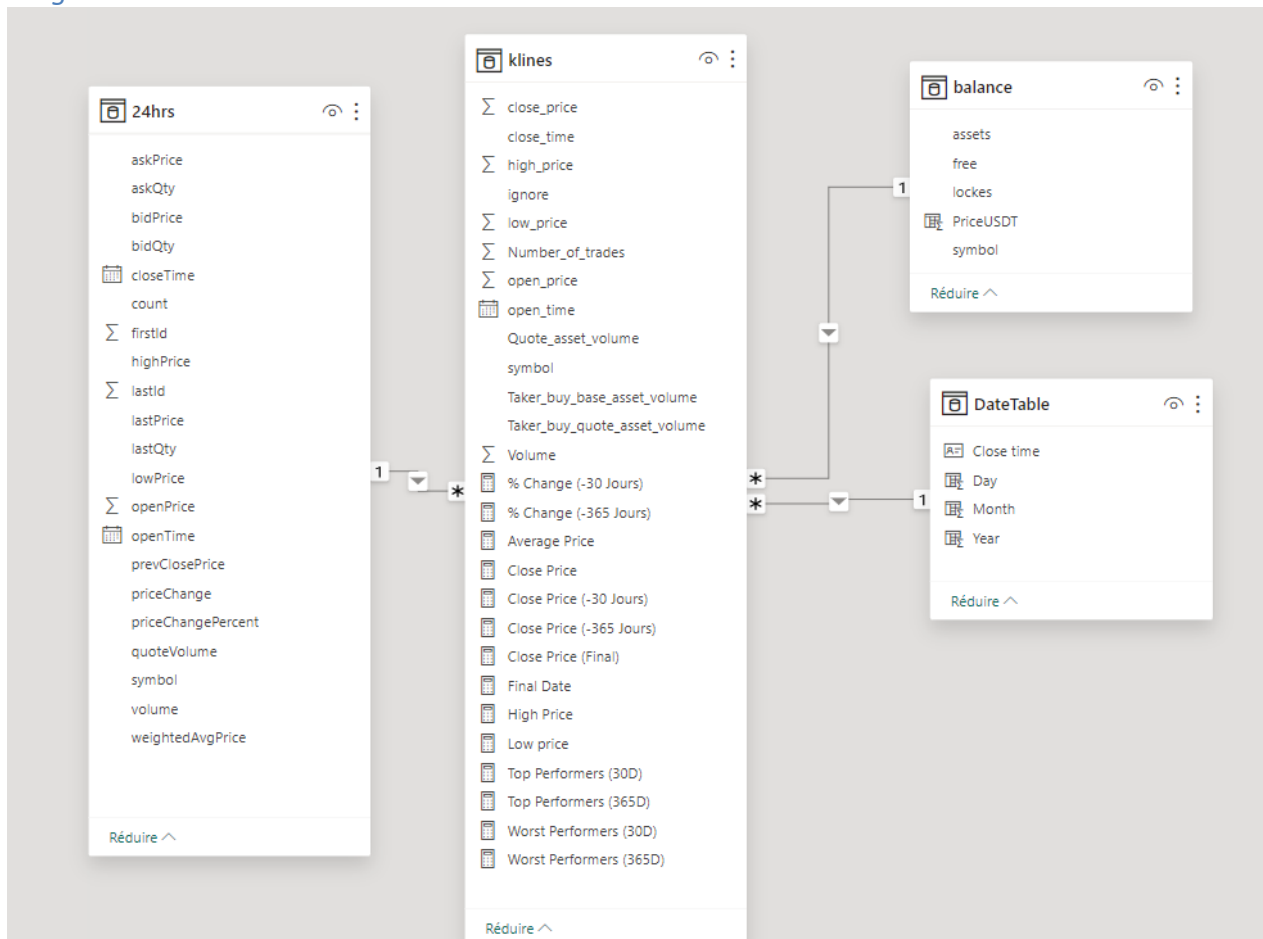 24hrs
askPrice
askQty
bidPrice
bidQty
closeTime
count
firstId
highPrice
lastId
lastPrice
lastQty
lowPrice
openPrice
openTime
prevClosePrice
priceChange
priceChangePercent
quoteVolume
symbol
volume
weightedAvgPrice
Réduire
1
*
klines
close_price
close_time
high_price
ignore
low_price
Number_of_trades
open_price
open_time
Quote_asset_volume
symbol
Taker_buy_base_asset_volume
Taker_buy_quote_asset_volume
Volume
% Change (-30 Jours)
% Change (-365 Jours)
Average Price
Close Price
Close Price (-30 Jours)
Close Price (-365 Jours)
Close Price (Final)
Final Date
High Price
Low price
Top Performers (30D)
Top Performers (365D)
Worst Performers (30D)
Worst Performers (365D)
Réduire
*
*
1
balance
assets
free
lockes
PriceUSDT
symbol
Réduire
1
DateTable
Close time
Day
Month
Year
Réduire